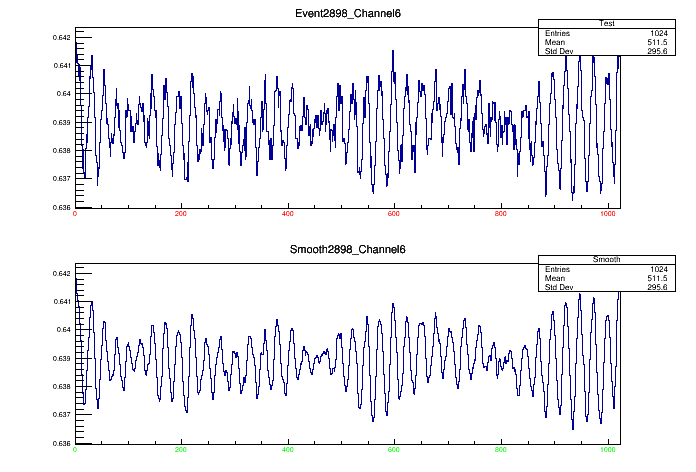 Event2898_Channel6
Test
Entries 1024
Mean 511.5
Std Dev 295.6
0.642
0.641
0.64
0.639
0.638
0.637
0.636
0 200 400 600 800 1000
Smooth2898_Channel6
Smooth
Entries 1024
Mean 511.5
Std Dev 295.6
0.642
0.641
0.64
0.639
0.638
0.637
0.636
0 200 400 600 800 1000